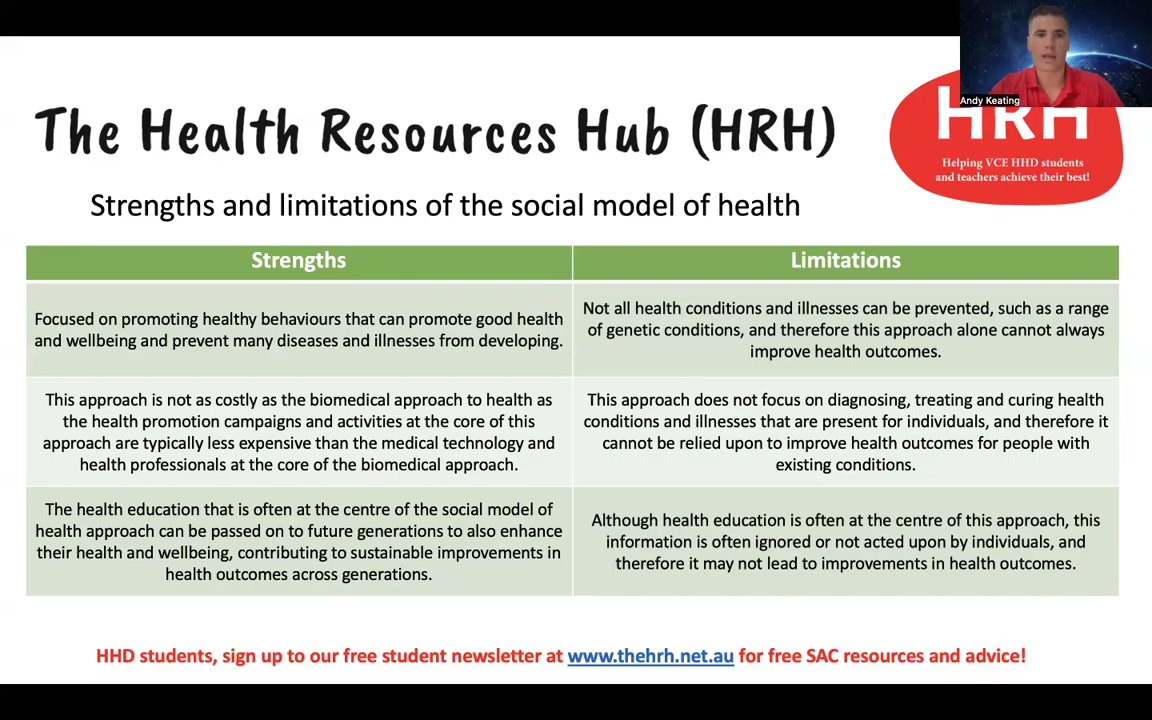 The Health Resources Hub (HRH)
Andy Keating
HRH
Helping VCE HHD students
and teachers achieve their best!
Strengths and limitations of the social model of health
Strengths
Limitations
Focused on promoting healthy behaviours that can promote good health
and wellbeing and prevent many diseases and illnesses from developing.
Not all health conditions and illnesses can be prevented, such as a range
of genetic conditions, and therefore this approach alone cannot always
improve health outcomes.
This approach is not as costly as the biomedical approach to health as
the health promotion campaigns and activities at the core of this
approach are typically less expensive than the medical technology and
health professionals at the core of the biomedical approach.
This approach does not focus on diagnosing, treating and curing health
conditions and illnesses that are present for individuals, and therefore it
cannot be relied upon to improve health outcomes for people with
existing conditions.
The health education that is often at the centre of the social model of
health approach can be passed on to future generations to also enhance
their health and wellbeing, contributing to sustainable improvements in
health outcomes across generations.
Although health education is often at the centre of this approach, this
information is often ignored or not acted upon by individuals, and
therefore it may not lead to improvements in health outcomes.
HHD students, sign up to our free student newsletter at www.thehrh.net.au for free SAC resources and advice!